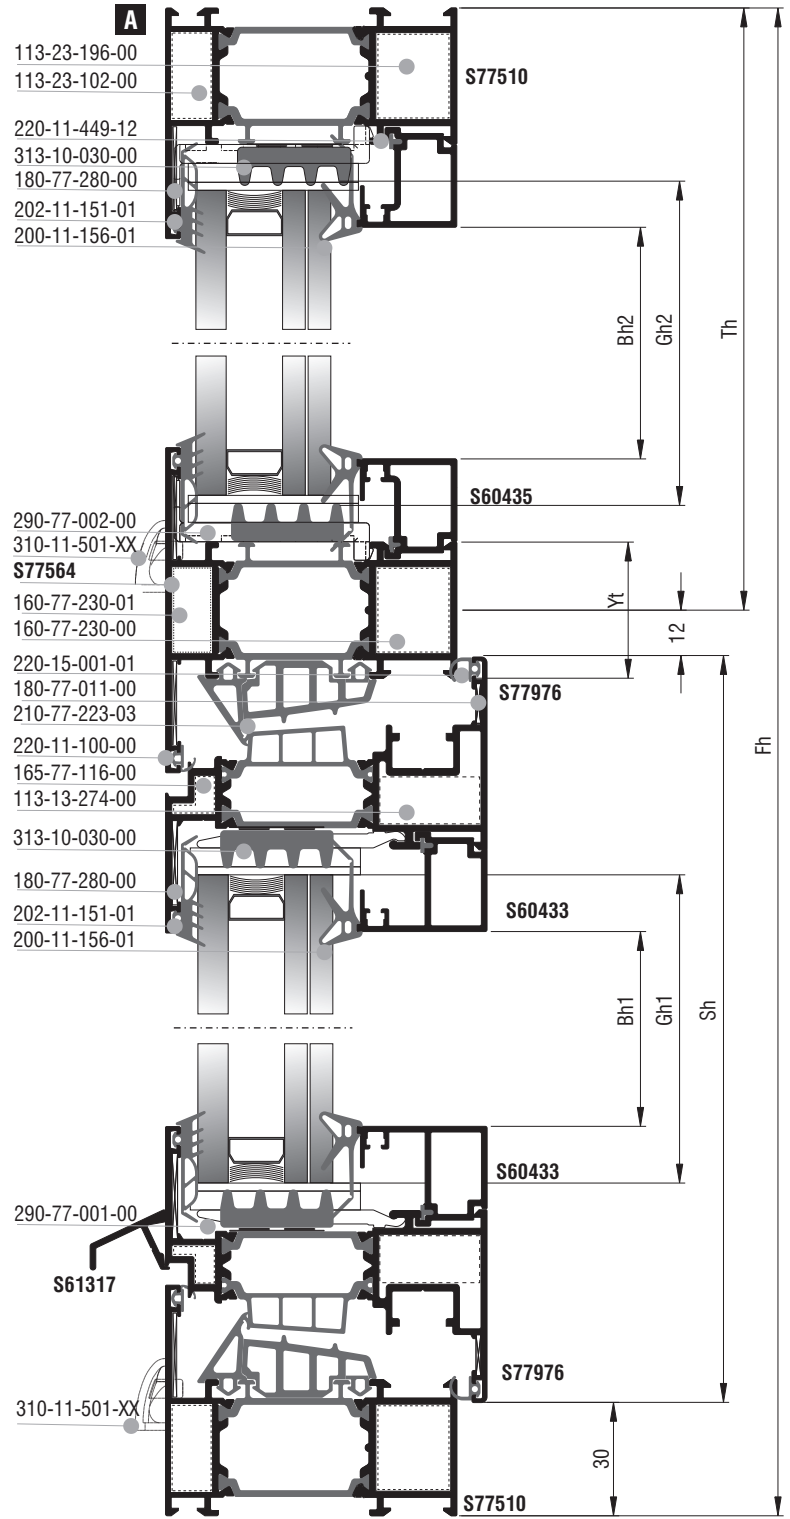 A
113-23-196-00
S77510
113-23-102-00
220-11-449-12
313-10-030-00
180-77-280-00
202-11-151-01
200-11-156-01
Bh2
Gh2
Th
S60435
290-77-002-00
310-11-501-XX
S77564
160-77-230-01
160-77-230-00
Yt
12
220-15-001-01
180-77-011-00
S77976
210-77-223-03
220-11-100-00
Fh
165-77-116-00
113-13-274-00
313-10-030-00
180-77-280-00
202-11-151-01
S60433
200-11-156-01
Bh1
Gh1
Sh
S60433
290-77-001-00
S61317
S77976
310-11-501-XX
30
S77510